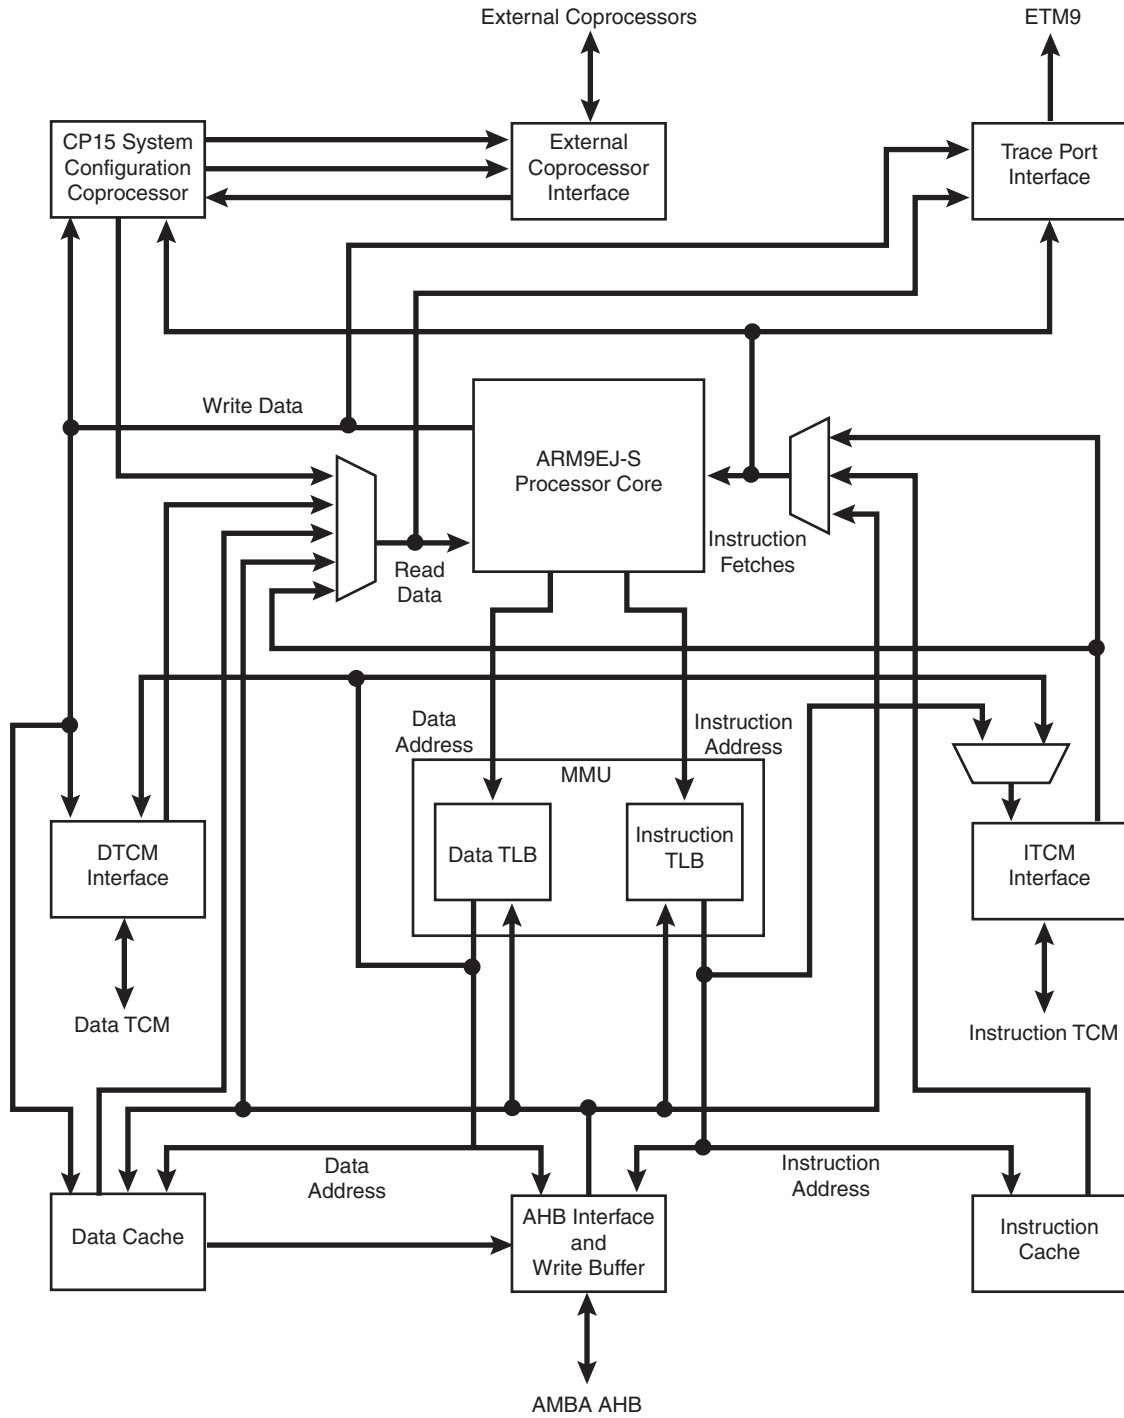 External Coprocessors
ETM9
CP15 System
Configuration
Coprocessor
External
Coprocessor
Interface
Trace Port
Interface
Write Data
ARM9EJ-S
Processor Core
Instruction
Fetches
Read
Data
Data
Address
Instruction
Address
MMU
DTCM
Interface
Data TLB
Instruction
TLB
ITCM
Interface
Data TCM
Instruction TCM
Data
Address
Instruction
Address
Data Cache
AHB Interface
and
Write Buffer
Instruction
Cache
AMBA AHB